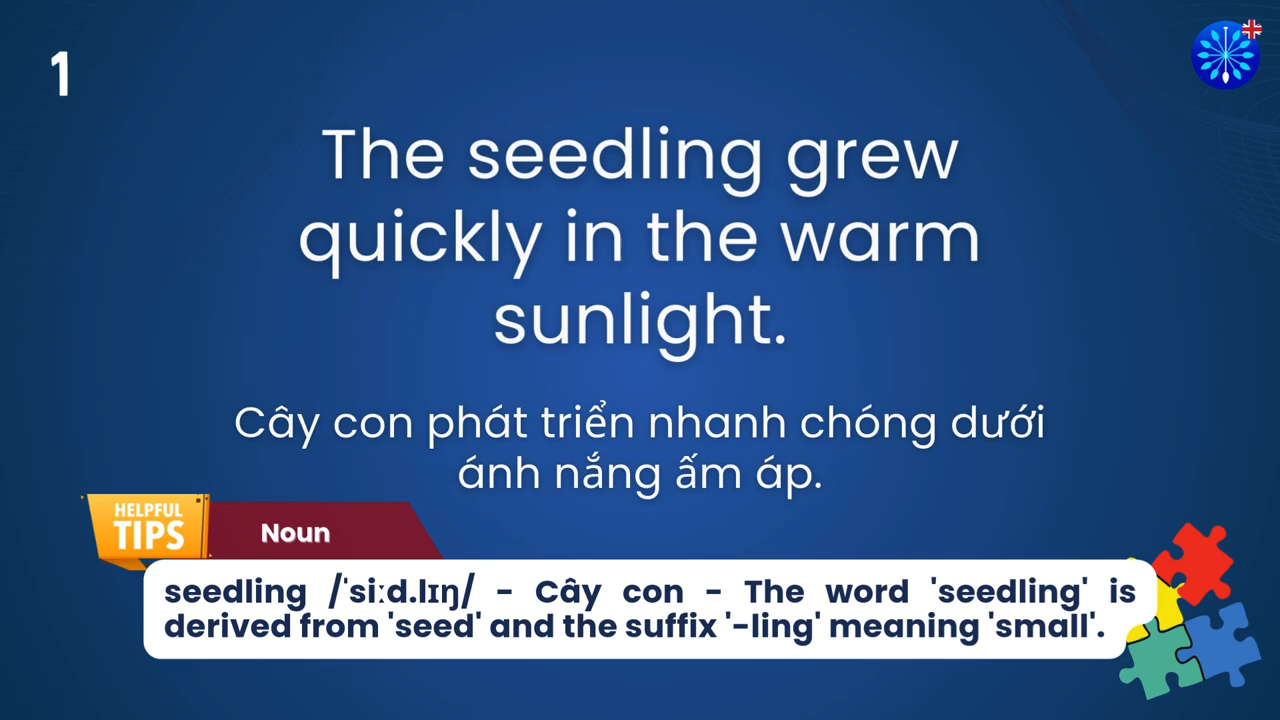 1
The seedling grew
quickly in the warm
sunlight.
Cây con phát triển nhanh chóng dưới
ánh nắng ấm áp.
HELPFUL
TIPS
Noun
seedling /ˈsiːd.lɪŋ/ - Cây con - The word 'seedling' is
derived from 'seed' and the suffix '-ling' meaning 'small'.